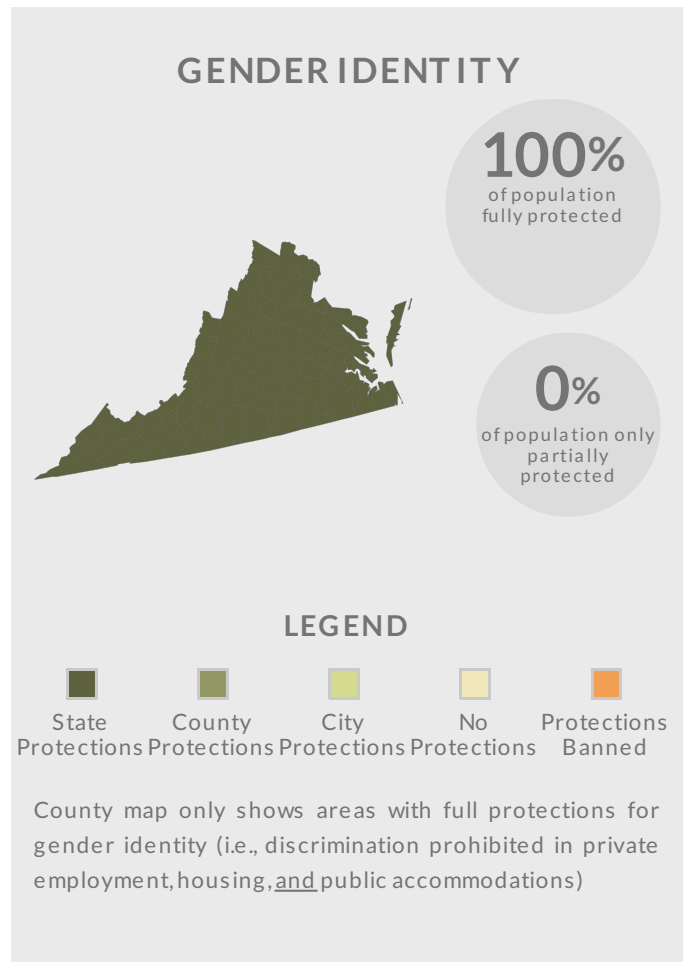 GENDER IDENTITY
100%
of population
fully protected
0%
of population only
partially
protected
LEGEND
State
Protections
County
Protections
City
Protections
No
Protections
Protections
Banned
County map only shows areas with full protections for
gender identity (i.e., discrimination prohibited in private
employment, housing, and public accommodations)